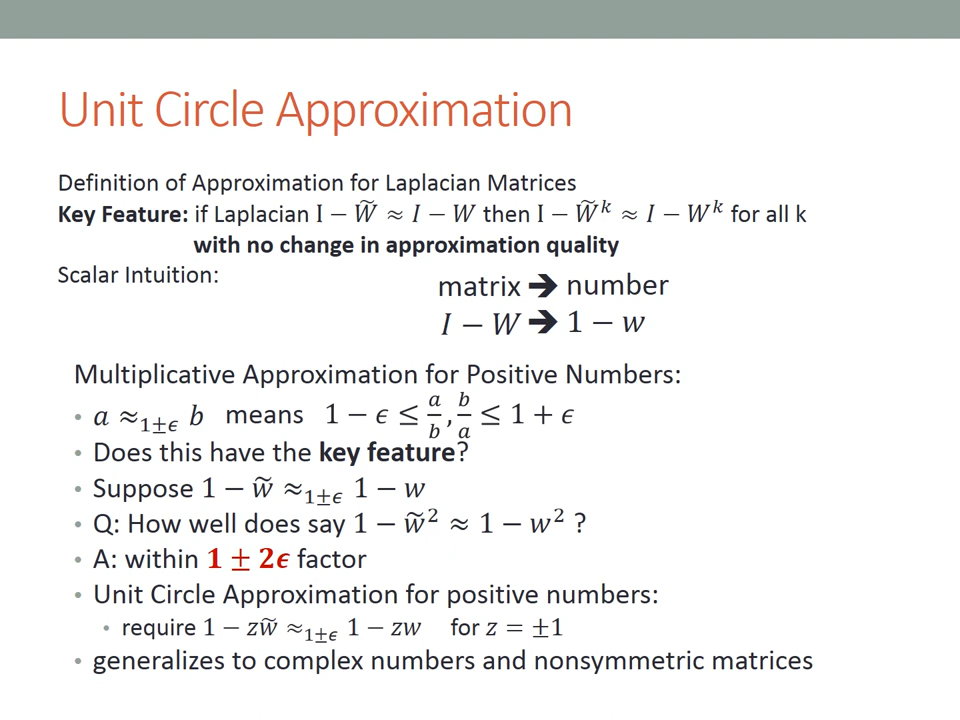 Unit Circle Approximation
Definition of Approximation for Laplacian Matrices
Key Feature: if Laplacian I − W̃ ≈ I − W then I − W̃ᵏ ≈ I − Wᵏ for all k
with no change in approximation quality
Scalar Intuition:
matrix ➔ number
I − W ➔ 1 − w
Multiplicative Approximation for Positive Numbers:
• a ≈₁±ϵ b means 1 − ϵ ≤ a/b, b/a ≤ 1 + ϵ
• Does this have the key feature?
• Suppose 1 − w̃ ≈₁±ϵ 1 − w
• Q: How well does say 1 − w̃² ≈ 1 − w² ?
• A: within 1 ± 2ϵ factor
• Unit Circle Approximation for positive numbers:
• require 1 − zw̃ ≈₁±ϵ 1 − zw for z = ±1
• generalizes to complex numbers and nonsymmetric matrices